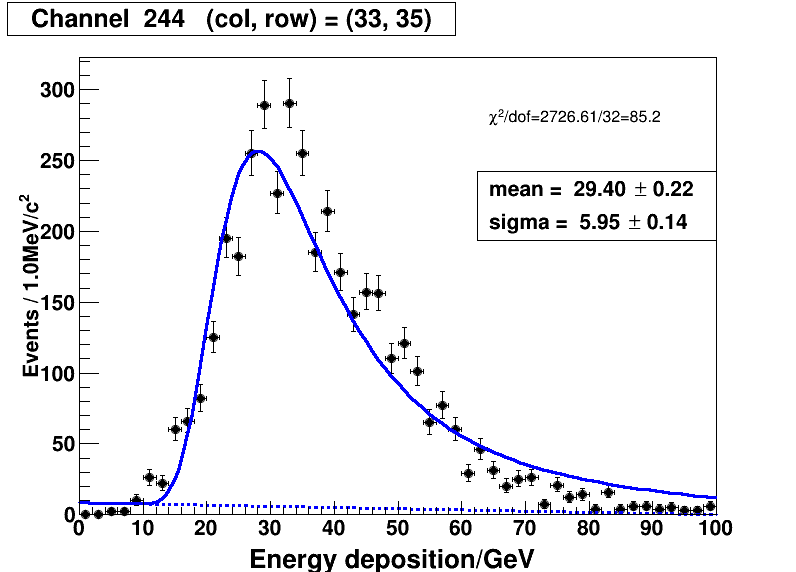 Channel 244 (col, row) = (33, 35)
χ²/dof=2726.61/32=85.2
mean = 29.40 ± 0.22
sigma = 5.95 ± 0.14
Events / 1.0MeV/c²
300
250
200
150
100
50
0
0 10 20 30 40 50 60 70 80 90 100
Energy deposition/GeV